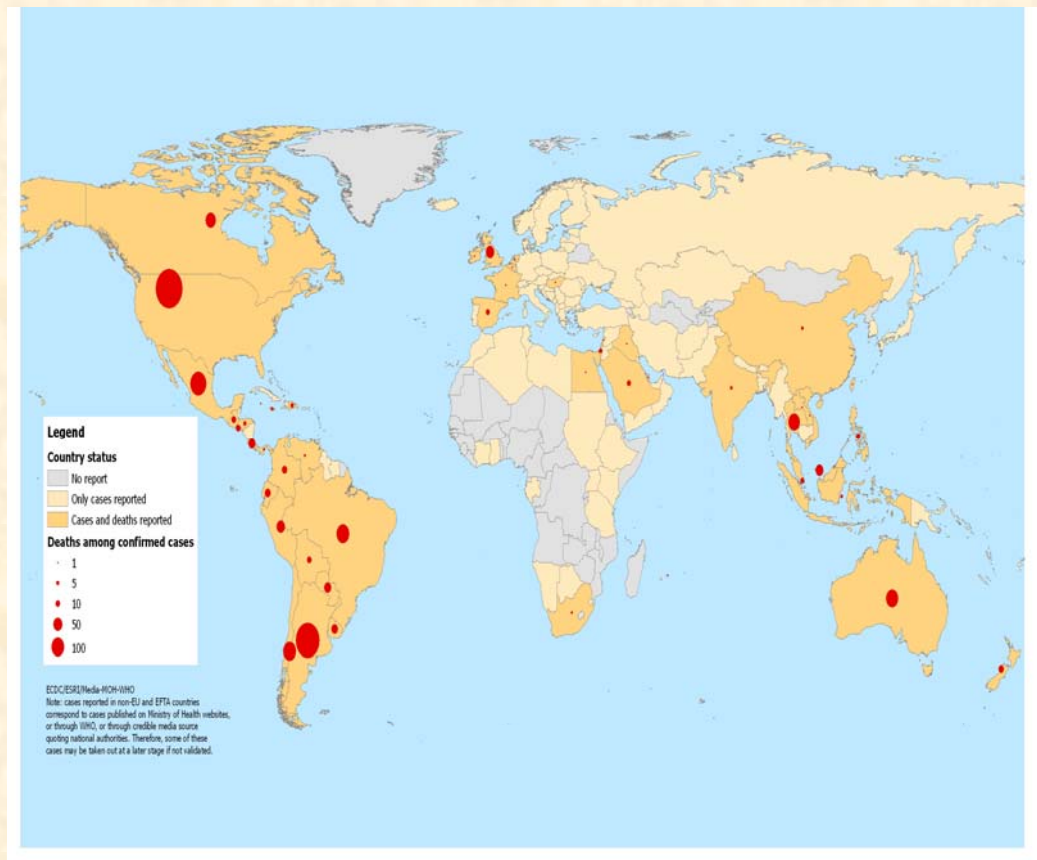 Legend
Country status
No report
Only cases reported
Cases and deaths reported
Deaths among confirmed cases
1
5
10
50
100
ECDC/ESRI/Media-MOH-WHO
Note: cases reported in non-EU and EFTA countries
correspond to cases published on Ministry of Health websites,
or through WHO, or through credible media source
quoting national authorities. Therefore, some of these
cases may be taken out at a later stage if not validated.